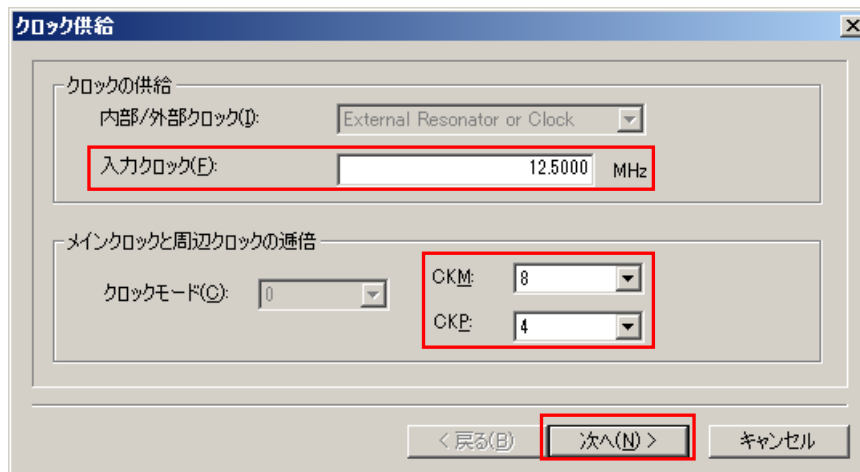 クロック供給
クロックの供給
内部/外部クロック(I): External Resonator or Clock
入力クロック(F): 12.5000 MHz
メインクロックと周辺クロックの逓倍
クロックモード(C): 0
CKM: 8
CKP: 4
< 戻る(B) 次へ(N) > キャンセル